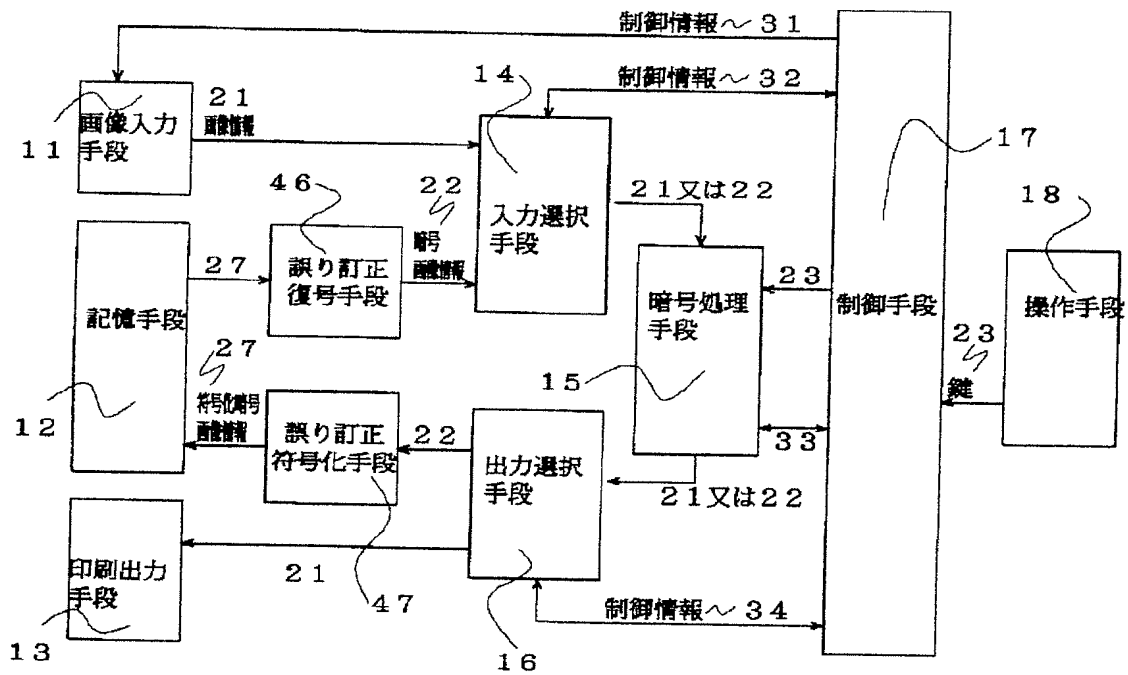 制御情報～31
制御情報～32
14
21
画像情報
画像入力
手段
11
17
46
22
21又は22
18
入力選択
手段
暗号
画像情報
27
誤り訂正
復号手段
23
暗号処理
手段
制御手段
操作手段
記憶手段
27
23
15
鍵
符号化暗号
画像情報
12
誤り訂正
符号化手段
22
33
出力選択
手段
21又は22
印刷出力
手段
21
47
制御情報～34
13
16